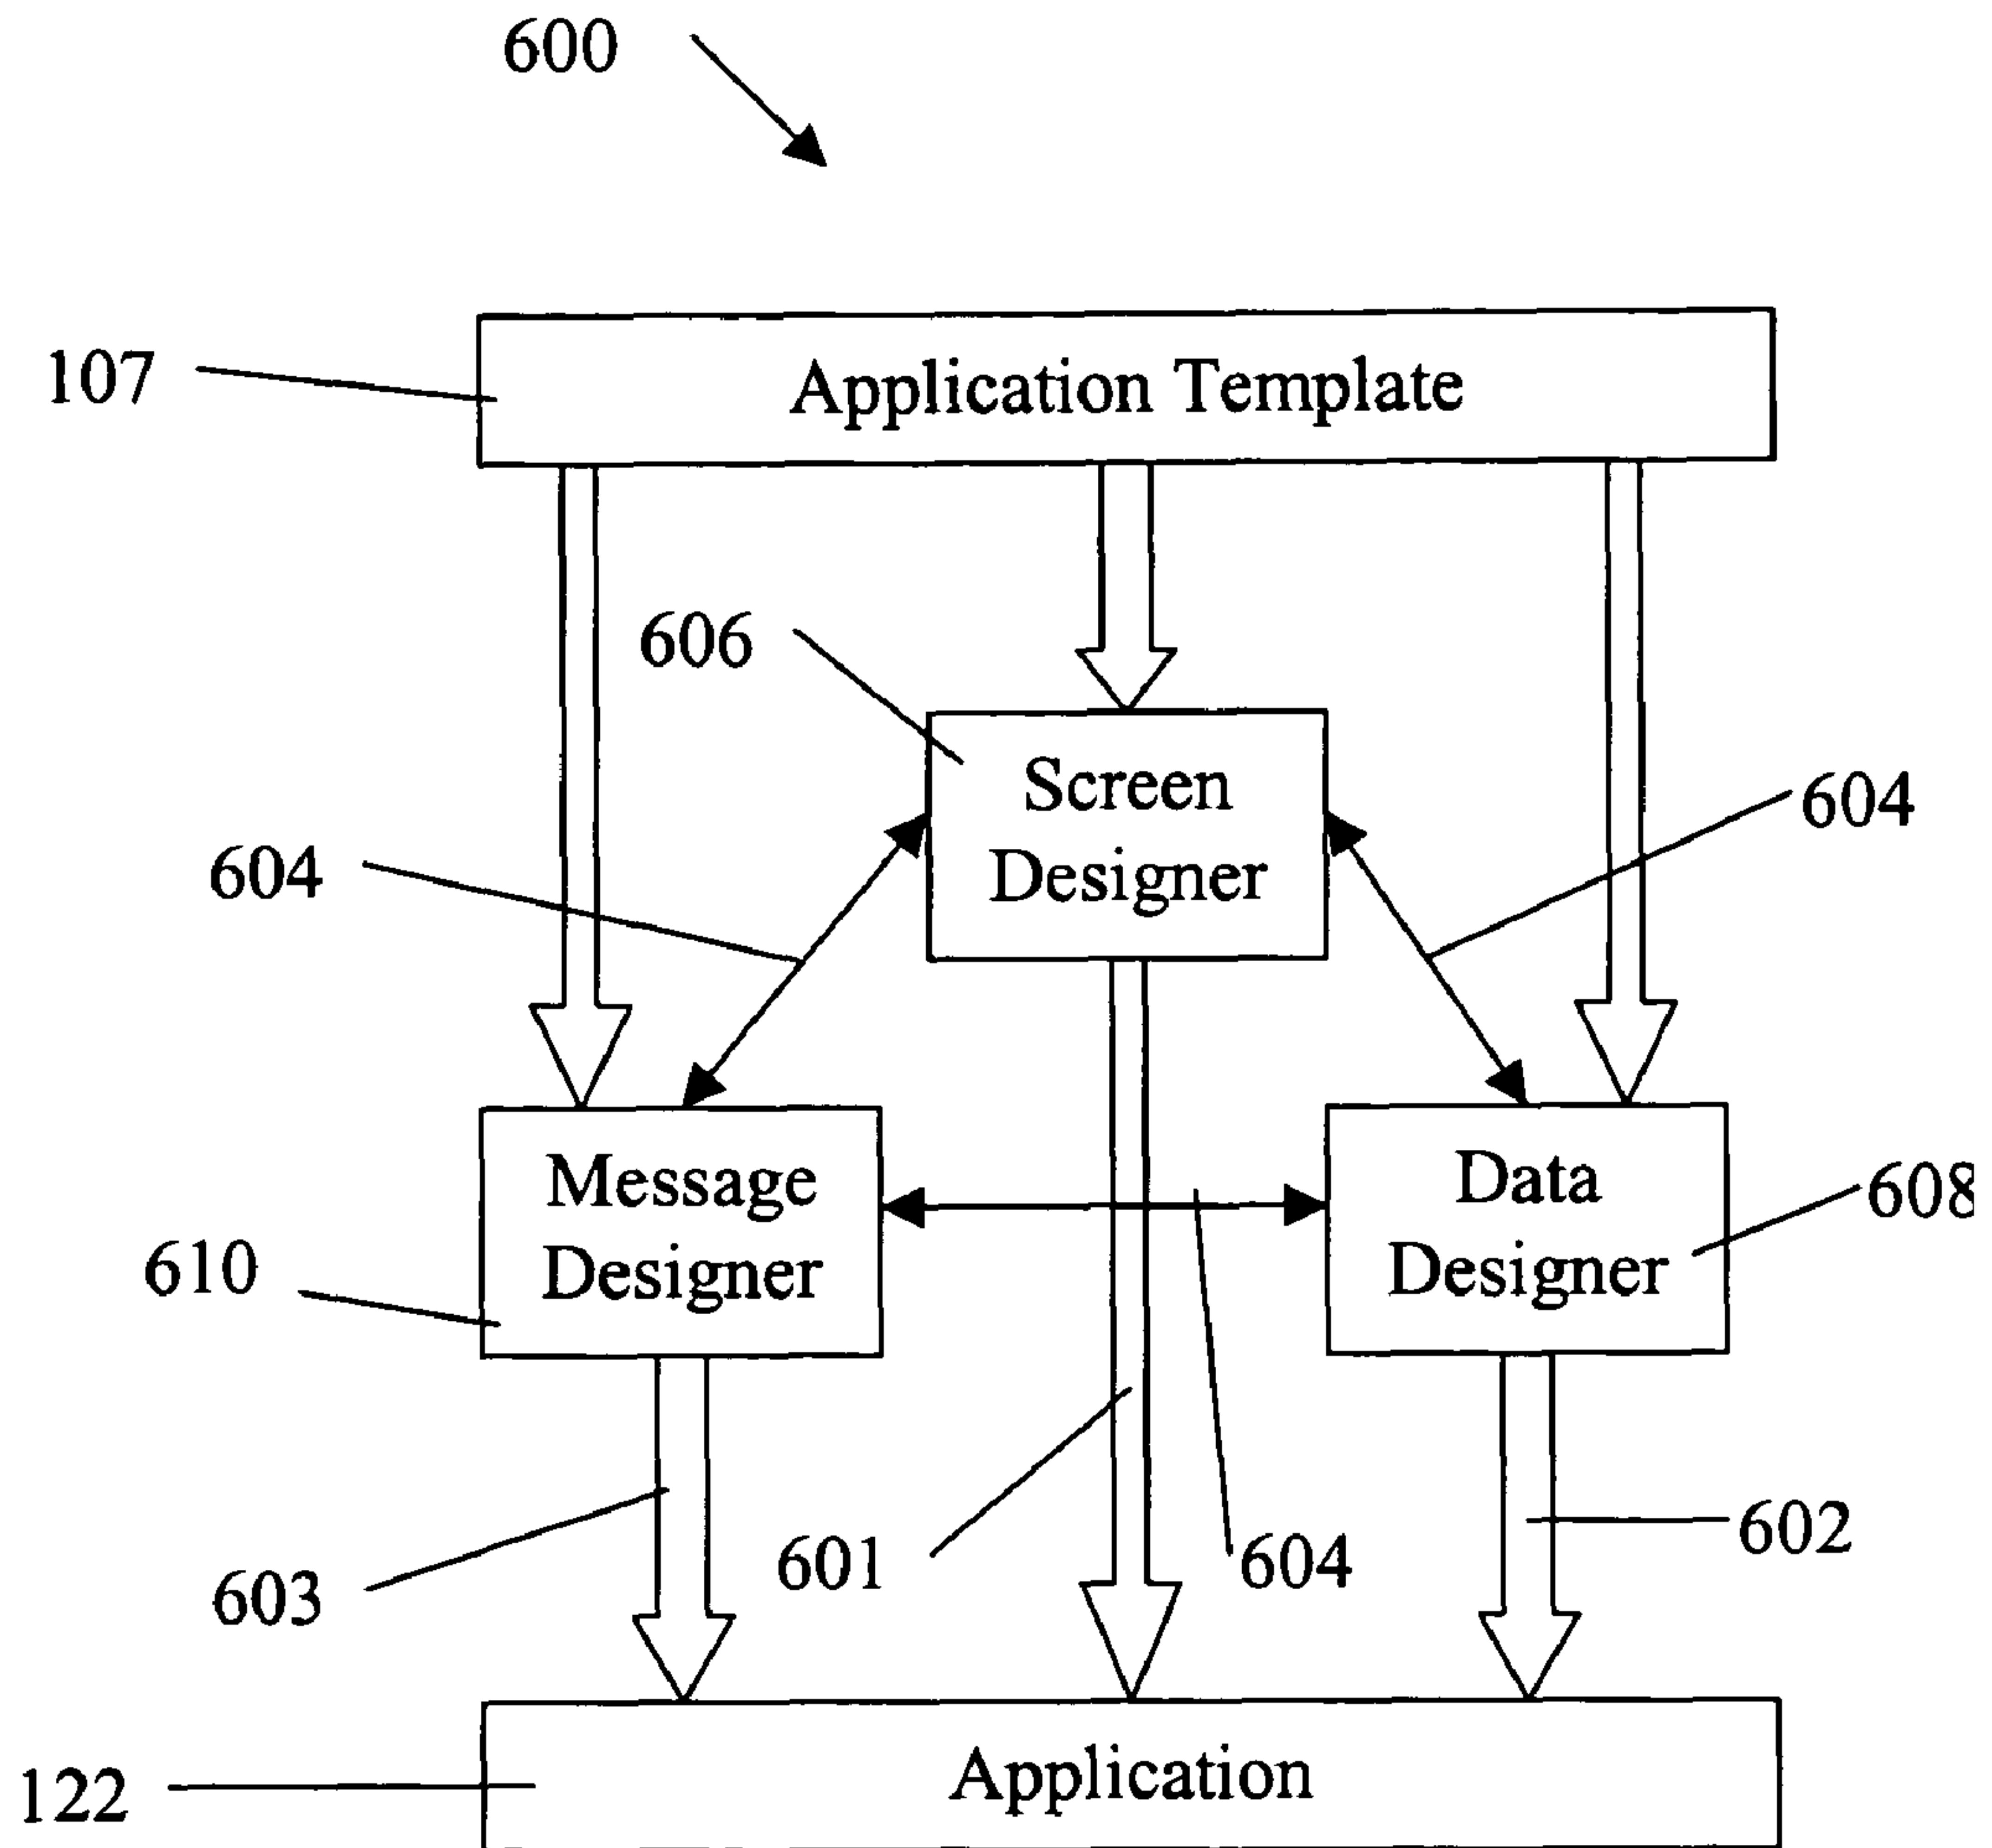 600
107
Application Template
606
Screen
Designer
604
604
Message
Designer
Data
Designer
608
610
603
601
604
602
122
Application